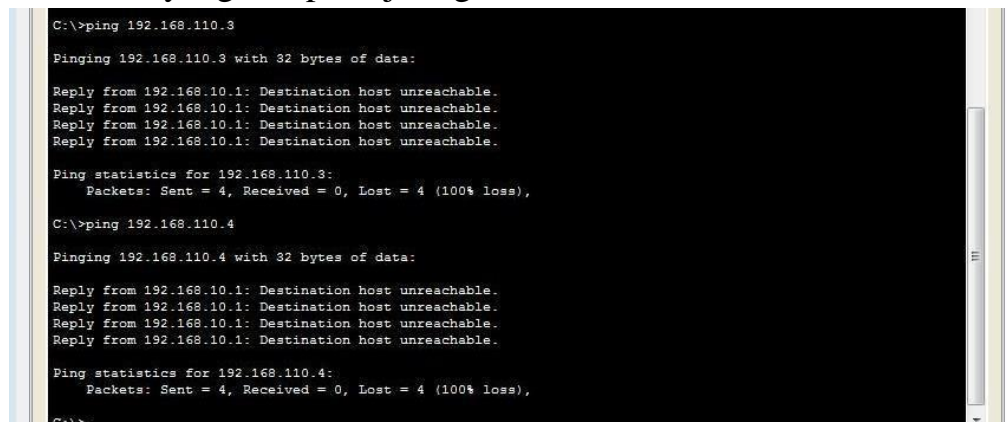 C:\>ping 192.168.110.3
Pinging 192.168.110.3 with 32 bytes of data:
Reply from 192.168.10.1: Destination host unreachable.
Reply from 192.168.10.1: Destination host unreachable.
Reply from 192.168.10.1: Destination host unreachable.
Reply from 192.168.10.1: Destination host unreachable.
Ping statistics for 192.168.110.3:
Packets: Sent = 4, Received = 0, Lost = 4 (100% loss),
C:\>ping 192.168.110.4
Pinging 192.168.110.4 with 32 bytes of data:
Reply from 192.168.10.1: Destination host unreachable.
Reply from 192.168.10.1: Destination host unreachable.
Reply from 192.168.10.1: Destination host unreachable.
Reply from 192.168.10.1: Destination host unreachable.
Ping statistics for 192.168.110.4:
Packets: Sent = 4, Received = 0, Lost = 4 (100% loss),